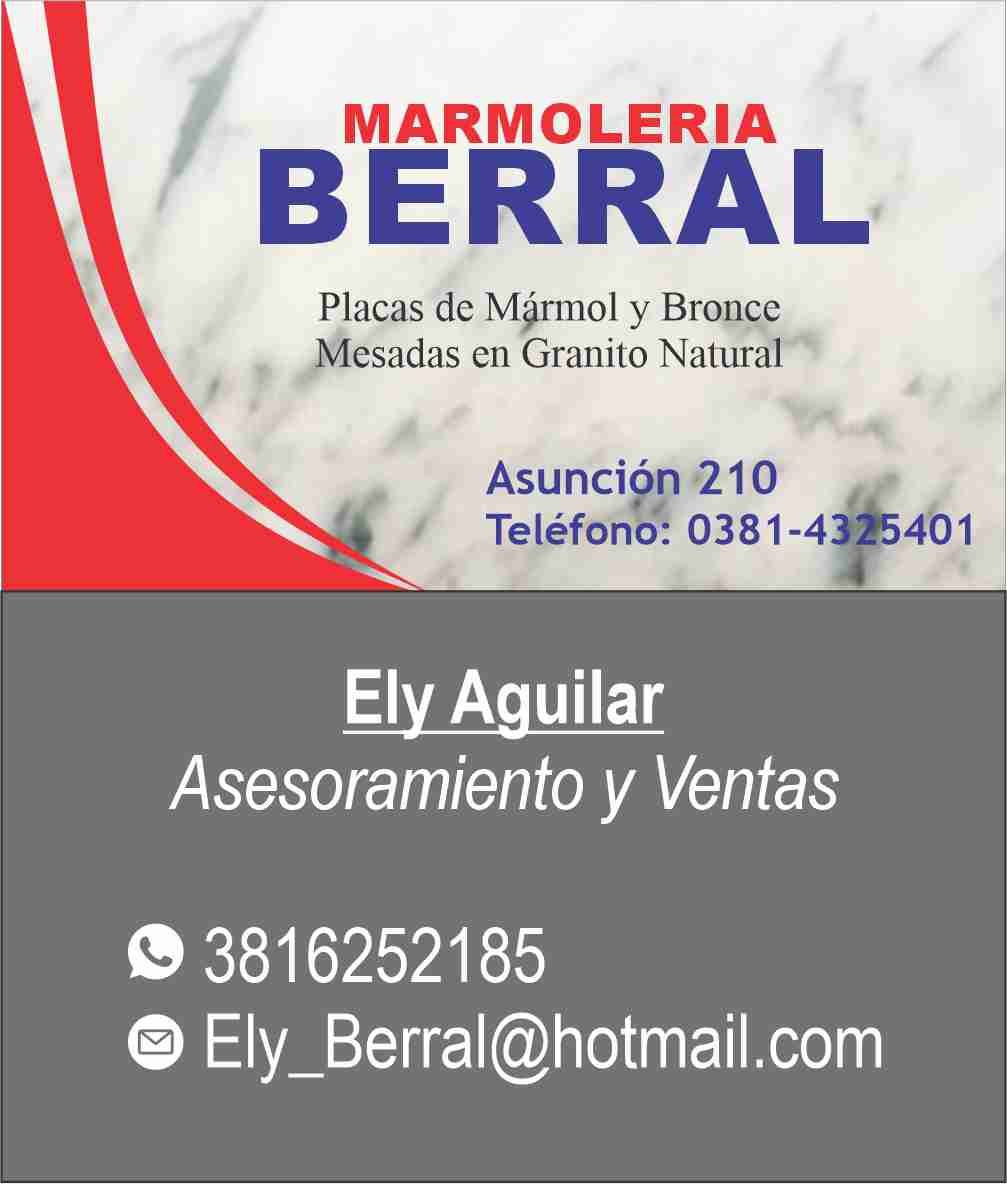 MARMOLERIA
BERRAL
Placas de Mármol y Bronce
Mesadas en Granito Natural
Asunción 210
Teléfono: 0381-4325401
Ely Aguilar
Asesoramiento y Ventas
3816252185
Ely_Berral@hotmail.com